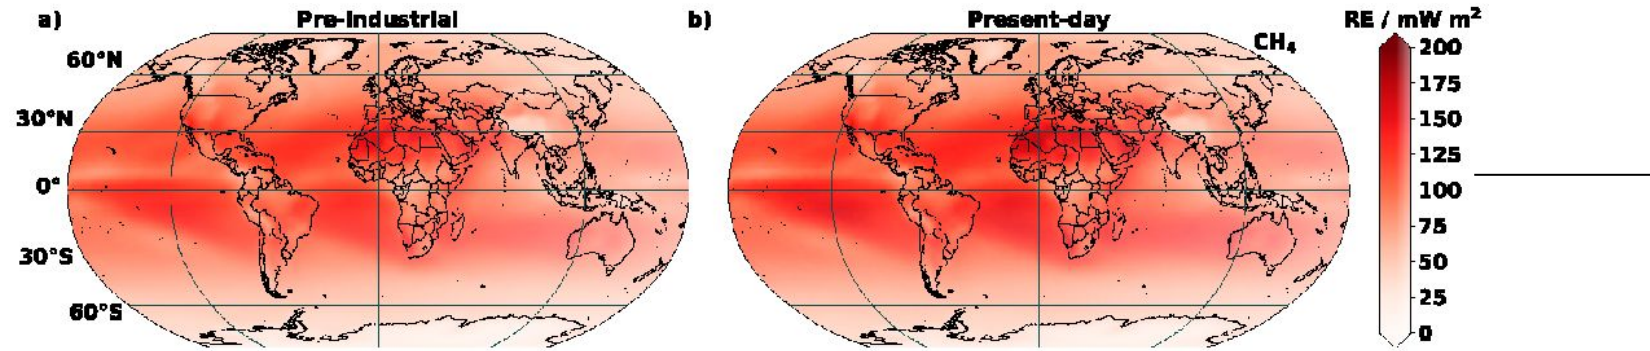 a) Pre-industrial
b) Present-day
RE / mW m²
CH₄
60°N
30°N
0°
30°S
60°S
200
175
150
125
100
75
50
25
0